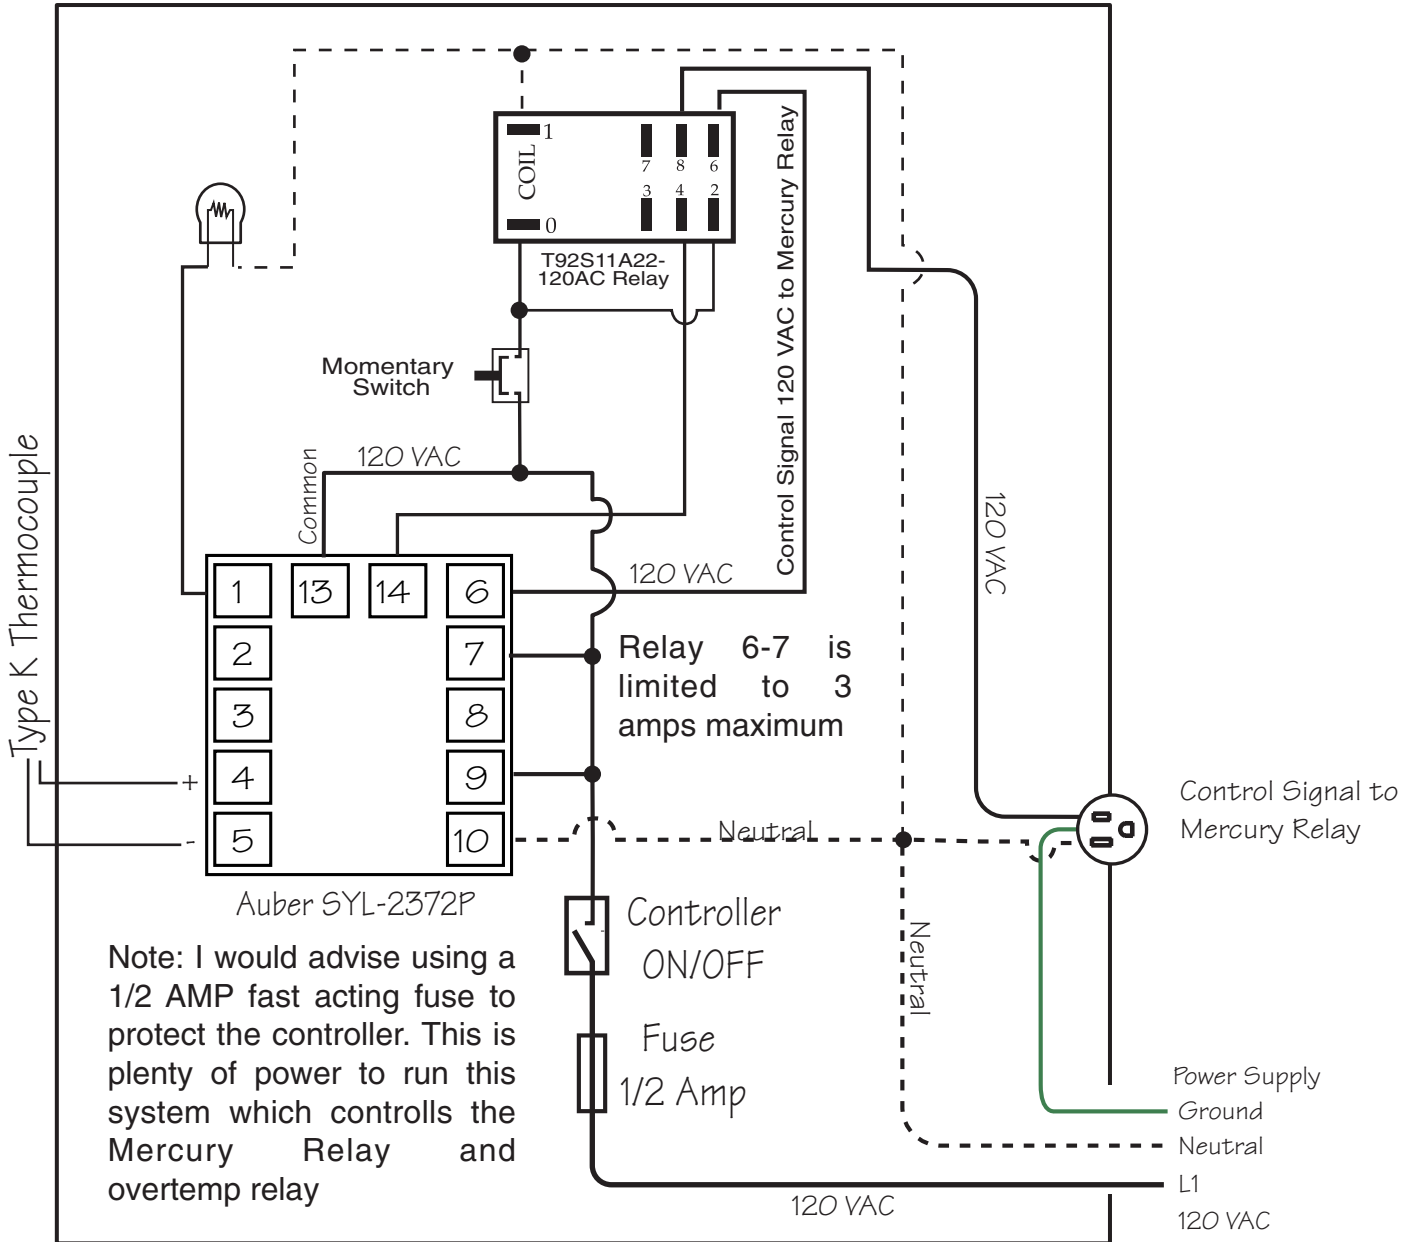 1
COIL
7
8
6
3
4
2
0
T92S11A22-
120AC Relay
Control Signal 120 VAC to Mercury Relay
Momentary
Switch
120 VAC
Common
Type K Thermocouple
120 VAC
1
13
14
6
120 VAC
2
7
3
8
4
9
5
10
+
-
Relay 6-7 is
limited to 3
amps maximum
Neutral
Control Signal to
Mercury Relay
Auber SYL-2372P
Controller
ON/OFF
Neutral
Note: I would advise using a
1/2 AMP fast acting fuse to
protect the controller. This is
plenty of power to run this
system which controlls the
Mercury Relay and
overtemp relay
Fuse
1/2 Amp
Power Supply
Ground
Neutral
L1
120 VAC
120 VAC